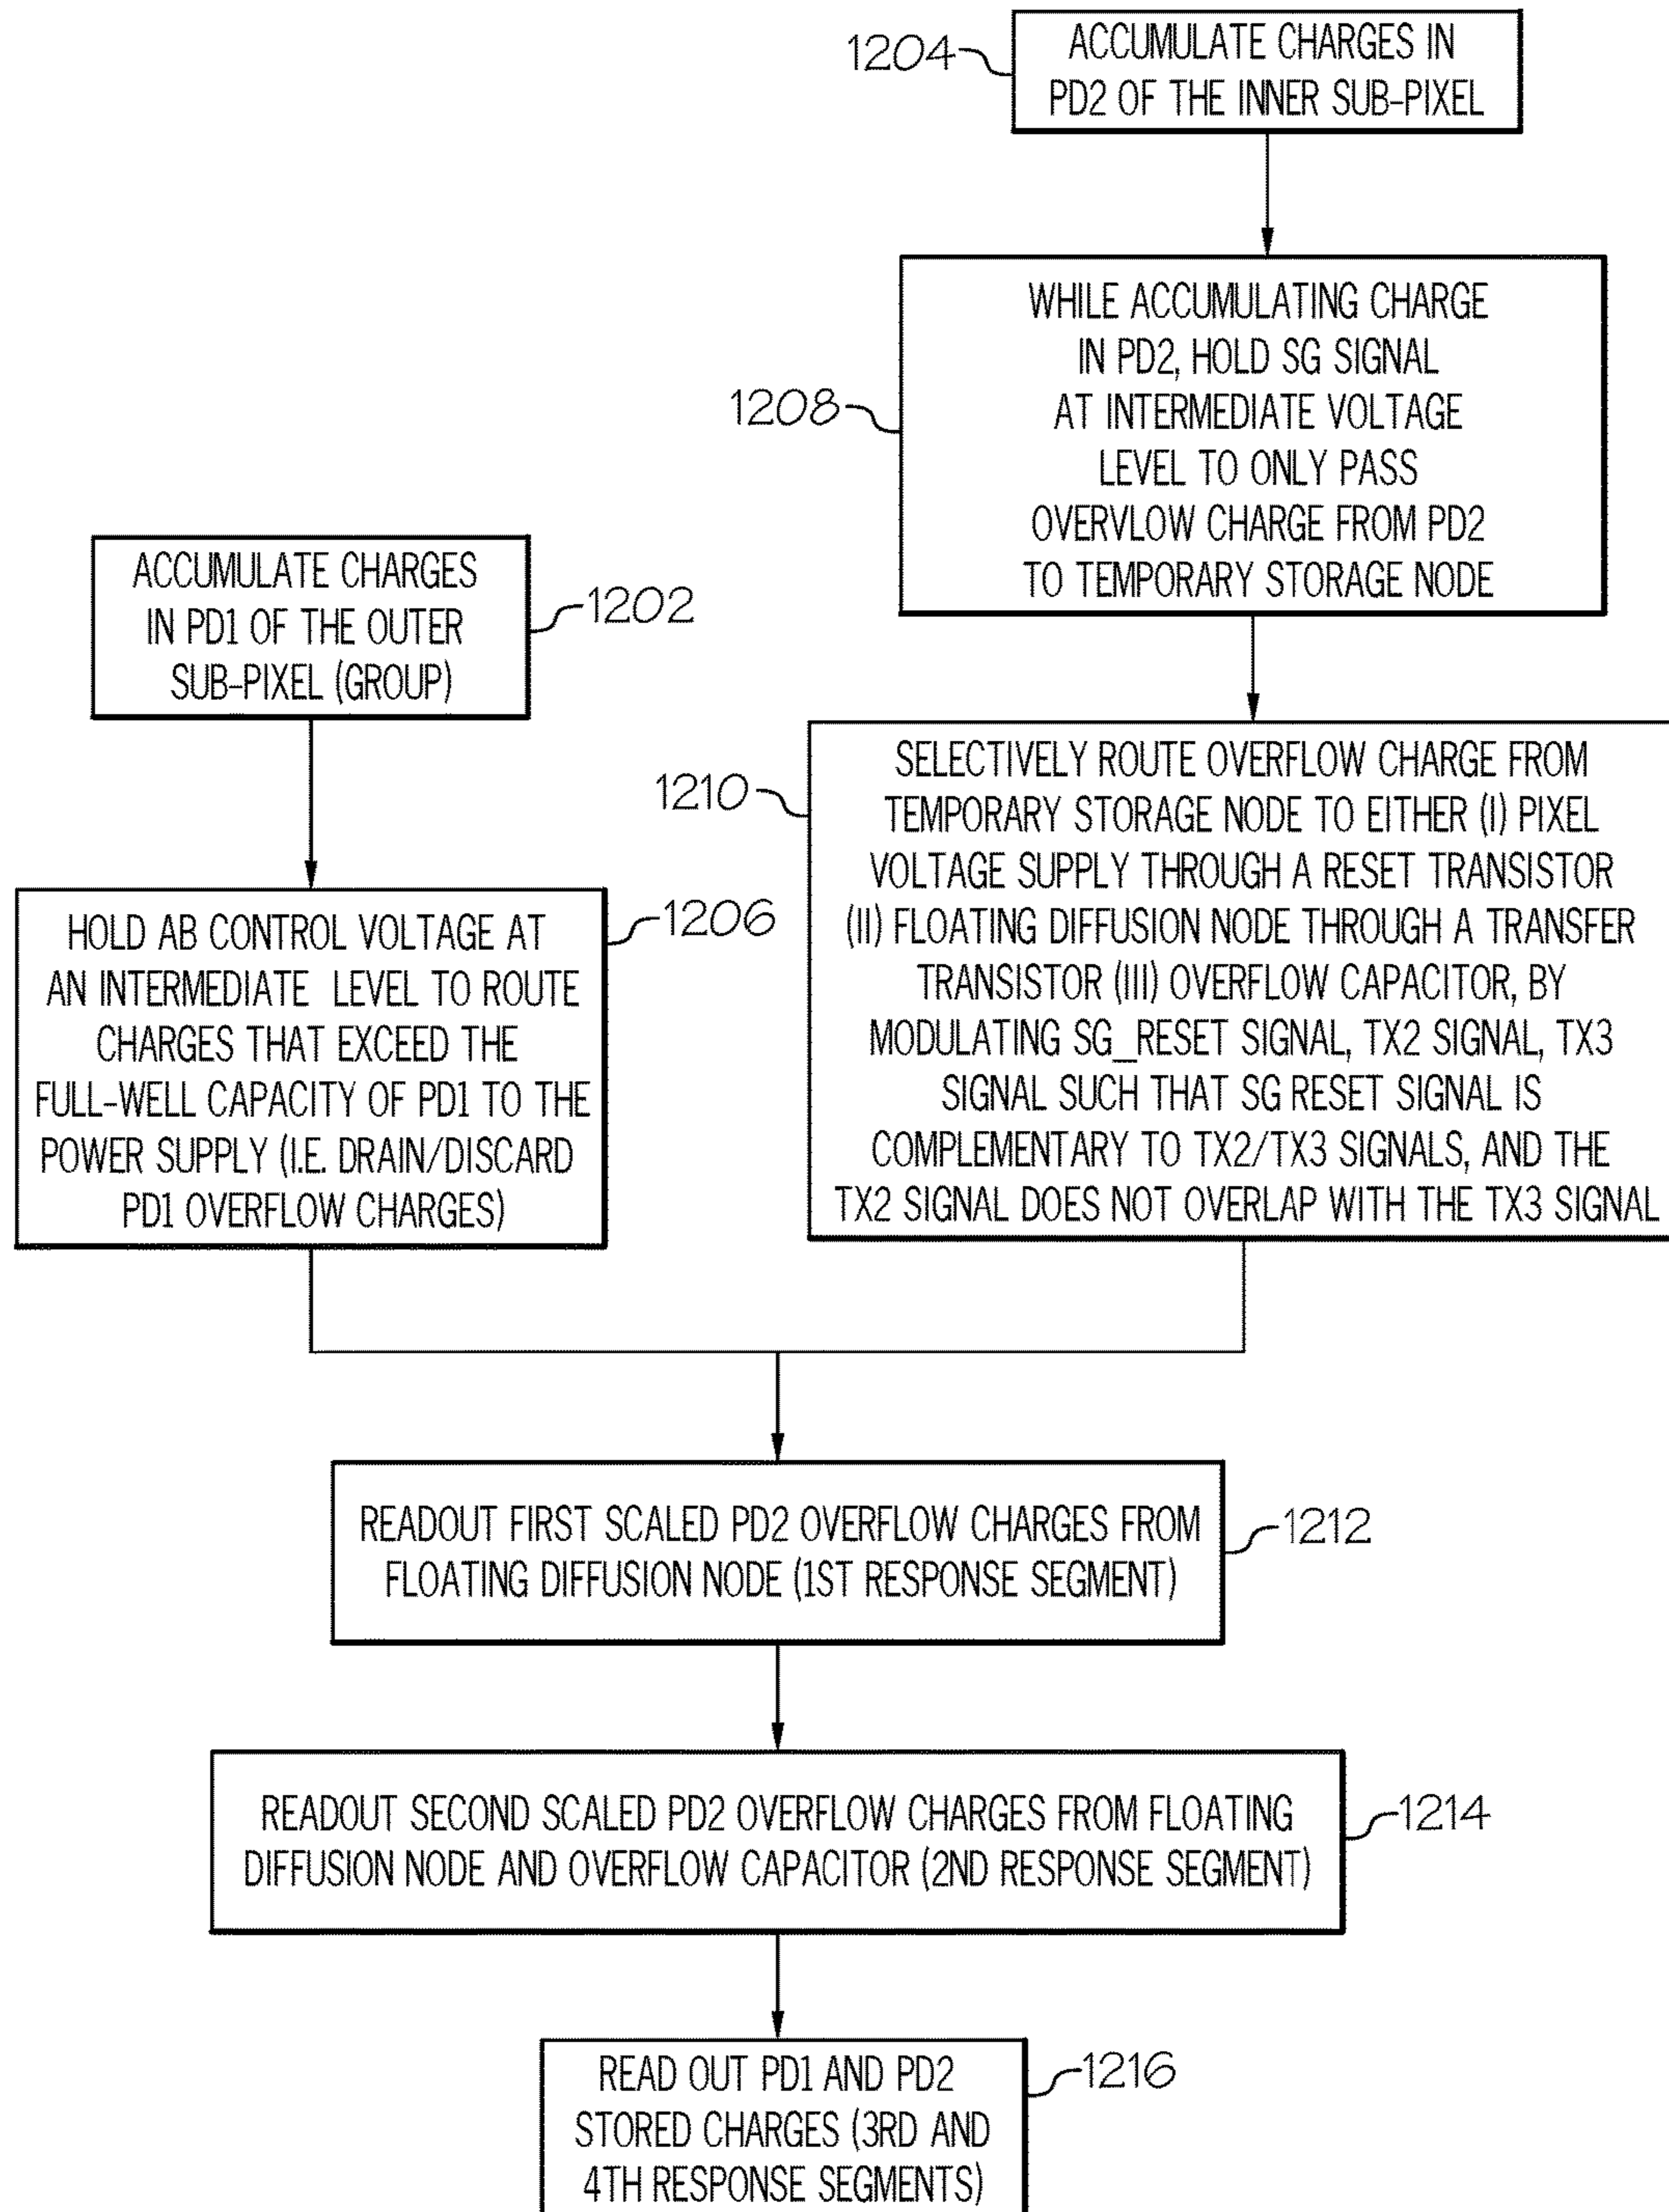 1204
ACCUMULATE CHARGES IN
PD2 OF THE INNER SUB-PIXEL
1208
WHILE ACCUMULATING CHARGE
IN PD2, HOLD SG SIGNAL
AT INTERMEDIATE VOLTAGE
LEVEL TO ONLY PASS
OVERVLOW CHARGE FROM PD2
TO TEMPORARY STORAGE NODE
ACCUMULATE CHARGES
IN PD1 OF THE OUTER
SUB-PIXEL (GROUP)
1202
1210
SELECTIVELY ROUTE OVERFLOW CHARGE FROM
TEMPORARY STORAGE NODE TO EITHER (I) PIXEL
VOLTAGE SUPPLY THROUGH A RESET TRANSISTOR
(II) FLOATING DIFFUSION NODE THROUGH A TRANSFER
TRANSISTOR (III) OVERFLOW CAPACITOR, BY
MODULATING SG_RESET SIGNAL, TX2 SIGNAL, TX3
SIGNAL SUCH THAT SG RESET SIGNAL IS
COMPLEMENTARY TO TX2/TX3 SIGNALS, AND THE
TX2 SIGNAL DOES NOT OVERLAP WITH THE TX3 SIGNAL
HOLD AB CONTROL VOLTAGE AT
AN INTERMEDIATE LEVEL TO ROUTE
CHARGES THAT EXCEED THE
FULL-WELL CAPACITY OF PD1 TO THE
POWER SUPPLY (I.E. DRAIN/DISCARD
PD1 OVERFLOW CHARGES)
1206
READOUT FIRST SCALED PD2 OVERFLOW CHARGES FROM
FLOATING DIFFUSION NODE (1ST RESPONSE SEGMENT)
1212
READOUT SECOND SCALED PD2 OVERFLOW CHARGES FROM FLOATING
DIFFUSION NODE AND OVERFLOW CAPACITOR (2ND RESPONSE SEGMENT)
1214
READ OUT PD1 AND PD2
STORED CHARGES (3RD AND
4TH RESPONSE SEGMENTS)
1216